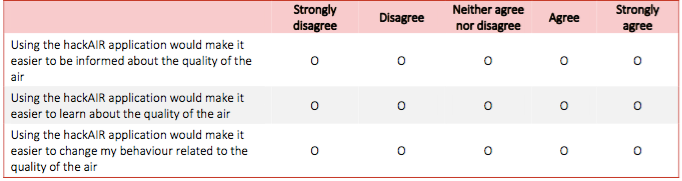 Strongly disagree Disagree Neither agree nor disagree Agree Strongly agree
Using the hackAIR application would make it
easier to be informed about the quality of the
air
O O O O O
Using the hackAIR application would make it
easier to learn about the quality of the air
O O O O O
Using the hackAIR application would make it
easier to change my behaviour related to the
quality of the air
O O O O O